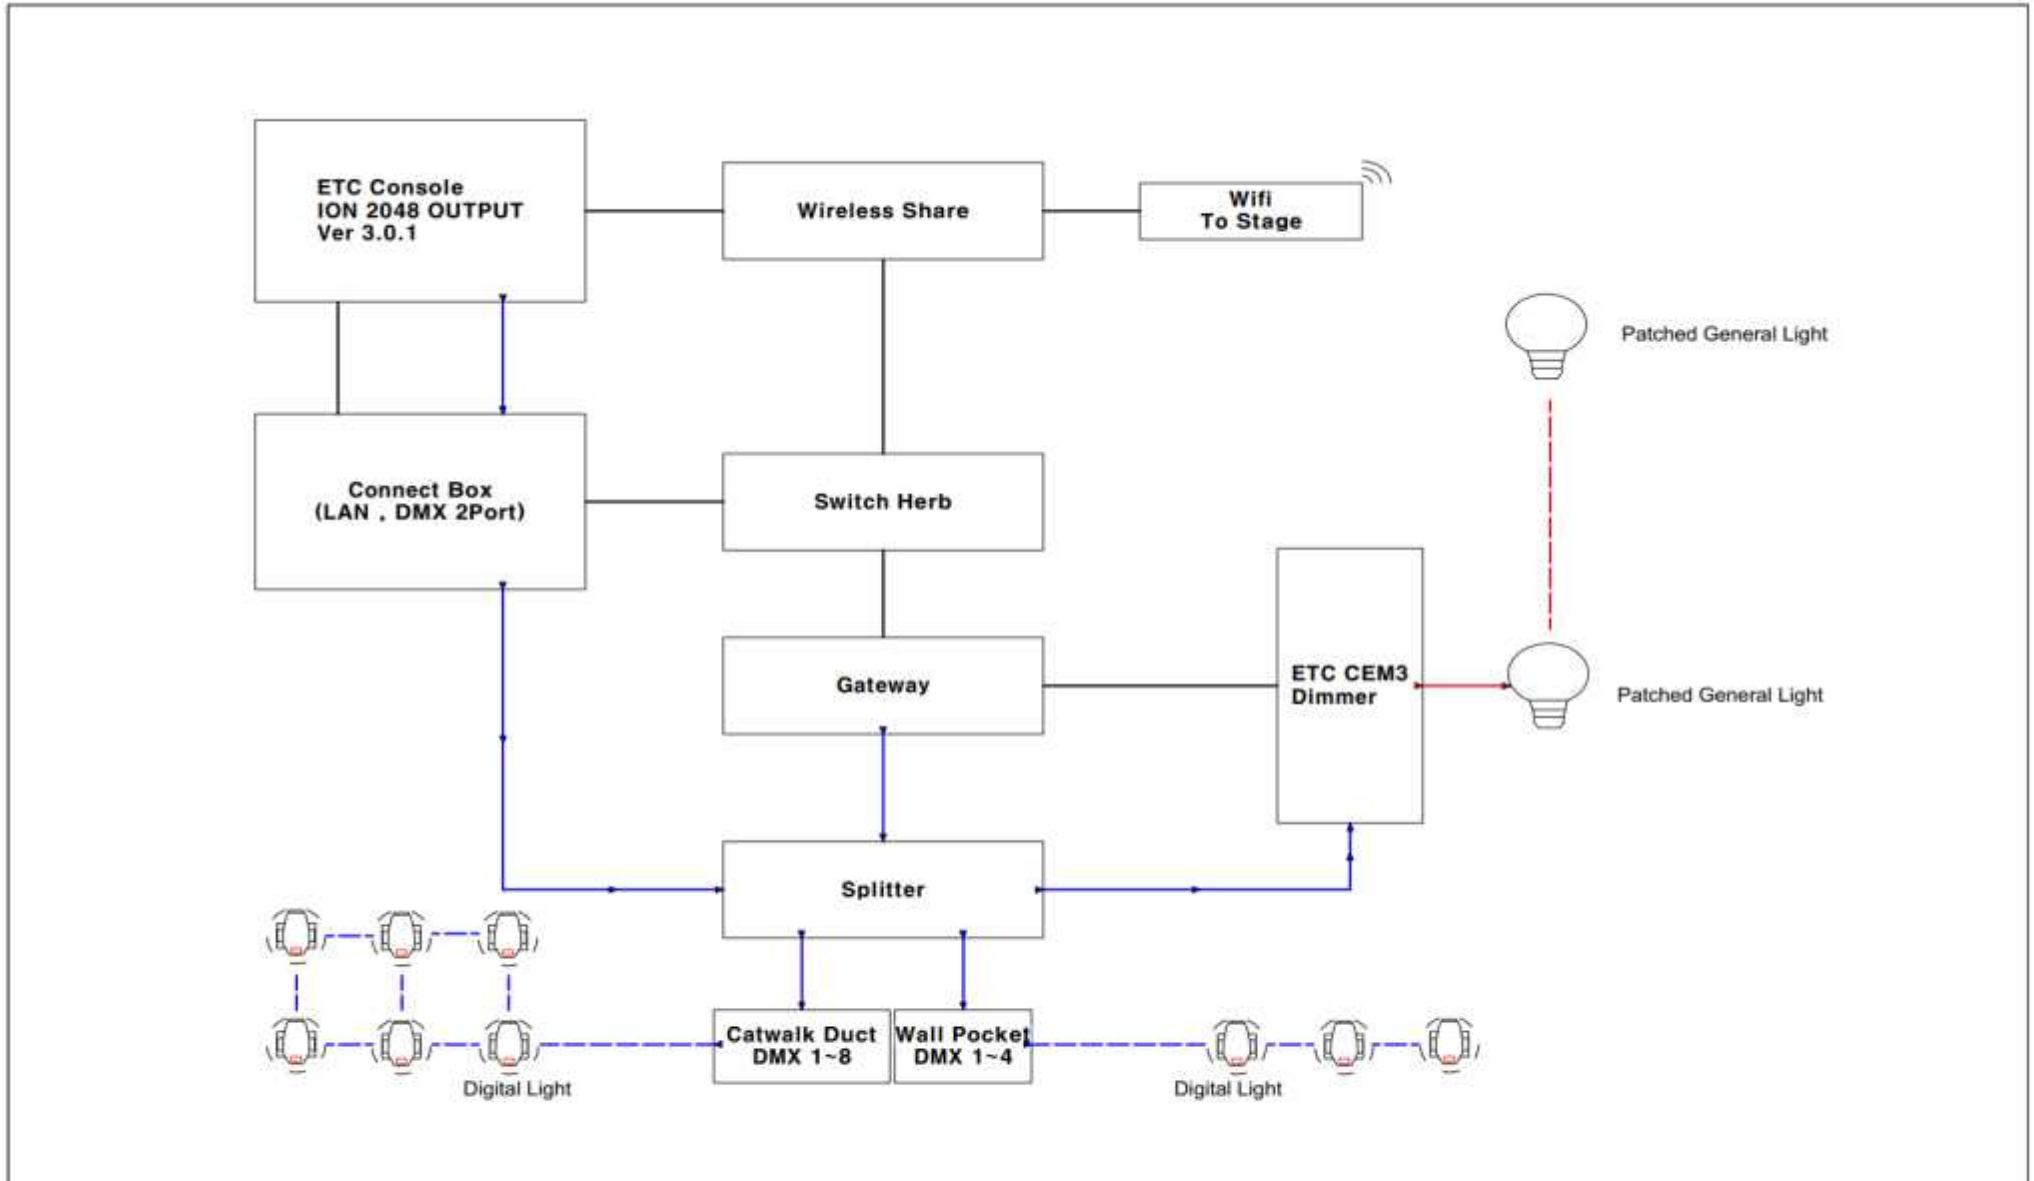 ETC Console
ION 2048 OUTPUT
Ver 3.0.1
Wireless Share
Wifi
To Stage
Patched General Light
Connect Box
(LAN , DMX 2Port)
Switch Herb
Gateway
ETC CEM3
Dimmer
Patched General Light
Splitter
Catwalk Duct
DMX 1~8
Wall Pocket
DMX 1~4
Digital Light
Digital Light